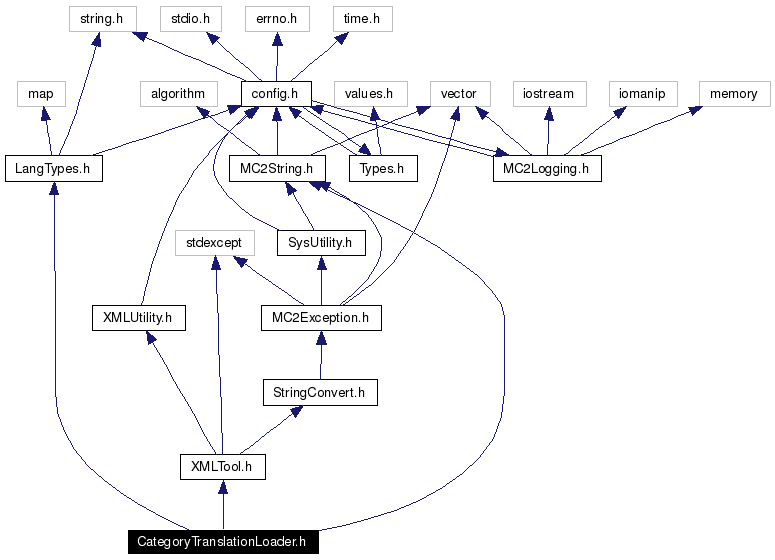 string.h
stdio.h
errno.h
time.h
map
algorithm
config.h
values.h
vector
iostream
iomanip
memory
LangTypes.h
MC2String.h
Types.h
MC2Logging.h
stdexcept
SysUtility.h
XMLUtility.h
MC2Exception.h
StringConvert.h
XMLTool.h
CategoryTranslationLoader.h